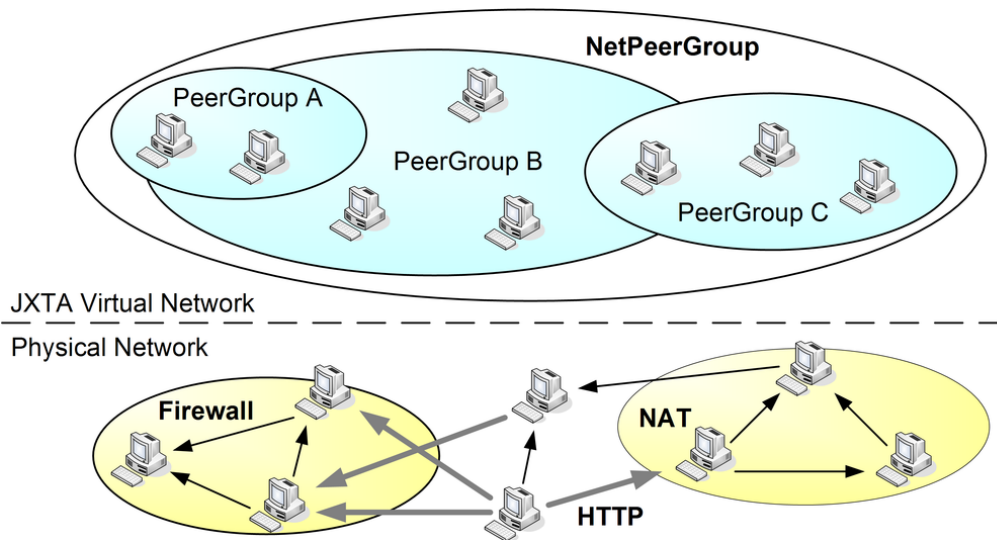 NetPeerGroup
PeerGroup A
PeerGroup B
PeerGroup C
JXTA Virtual Network
Physical Network
Firewall
NAT
HTTP